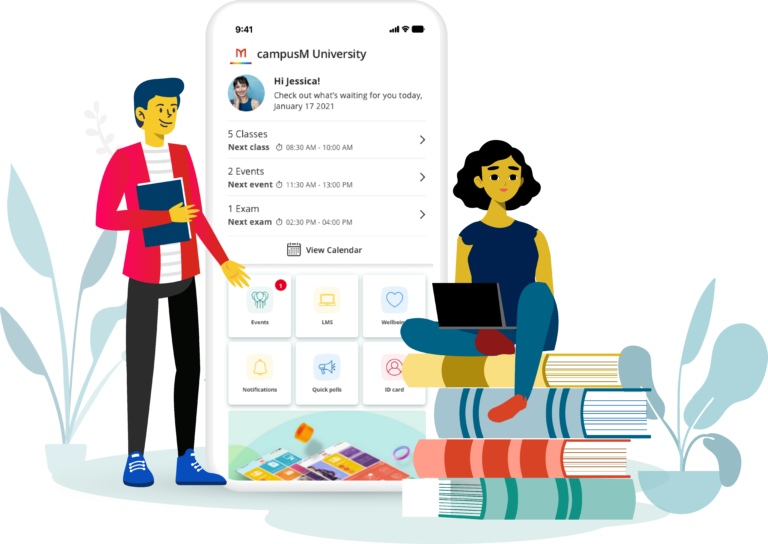 9:41
campusM University
Hi Jessica!
Check out what's waiting for you today,
January 17 2021
5 Classes
Next class 08:30 AM - 10:00 AM
2 Events
Next event 11:30 AM - 13:00 PM
1 Exam
Next exam 02:30 PM - 04:00 PM
View Calendar
1
Events LMS Wellbein
Notifications Quick polls ID card